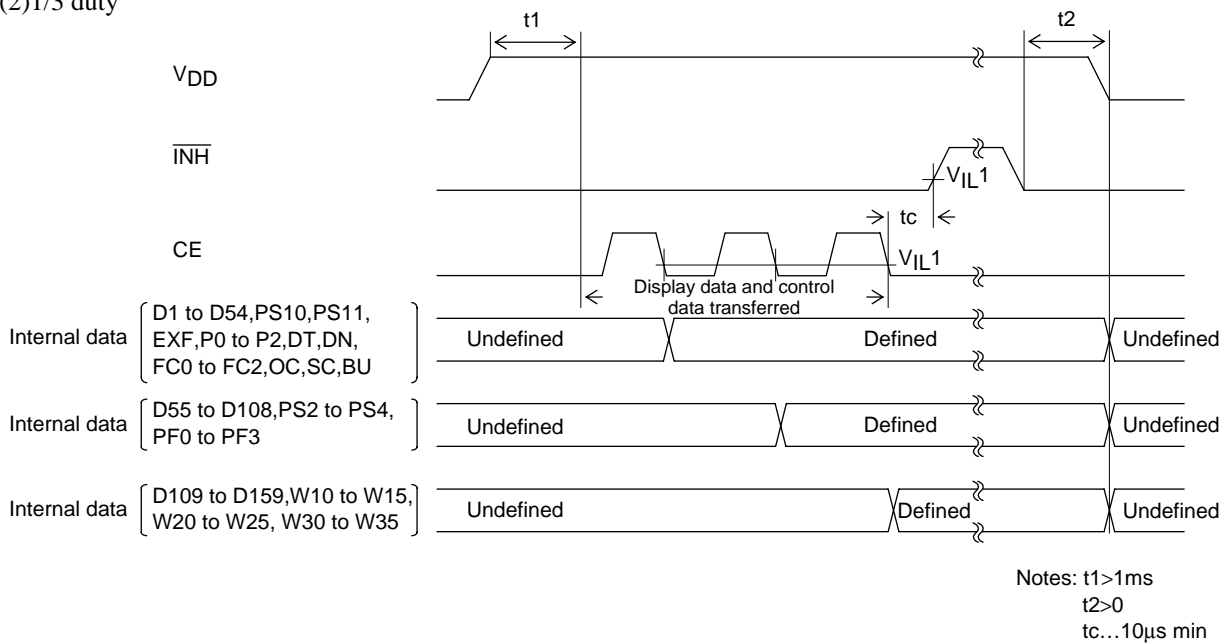 (2)1/3 duty
t1
t2
VDD
INH
VIL1
tc
CE
VIL1
Display data and control
data transferred
Internal data
D1 to D54,PS10,PS11,
EXF,P0 to P2,DT,DN,
FC0 to FC2,OC,SC,BU
Undefined
Defined
Undefined
Internal data
D55 to D108,PS2 to PS4,
PF0 to PF3
Undefined
Defined
Undefined
Internal data
D109 to D159,W10 to W15,
W20 to W25, W30 to W35
Undefined
Defined
Undefined
Notes: t1>1ms
t2>0
tc…10μs min